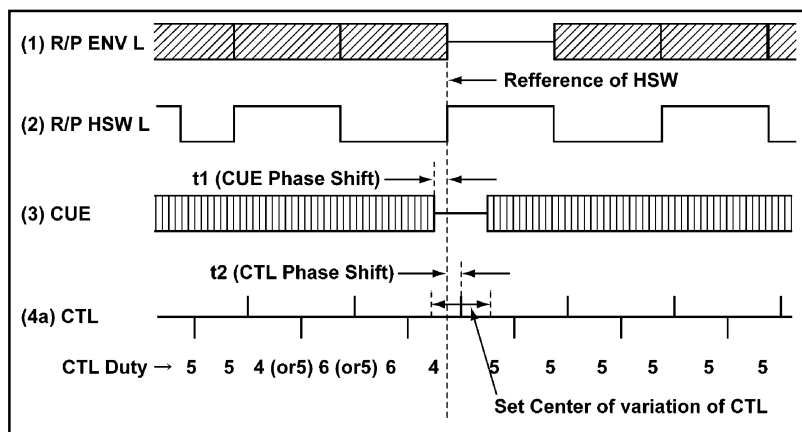 (1) R/P ENV L
Refference of HSW
(2) R/P HSW L
t1 (CUE Phase Shift)
(3) CUE
t2 (CTL Phase Shift)
(4a) CTL
CTL Duty → 5 5 4 (or5) 6 (or5) 6 4 5 5 5 5 5 5
Set Center of variation of CTL